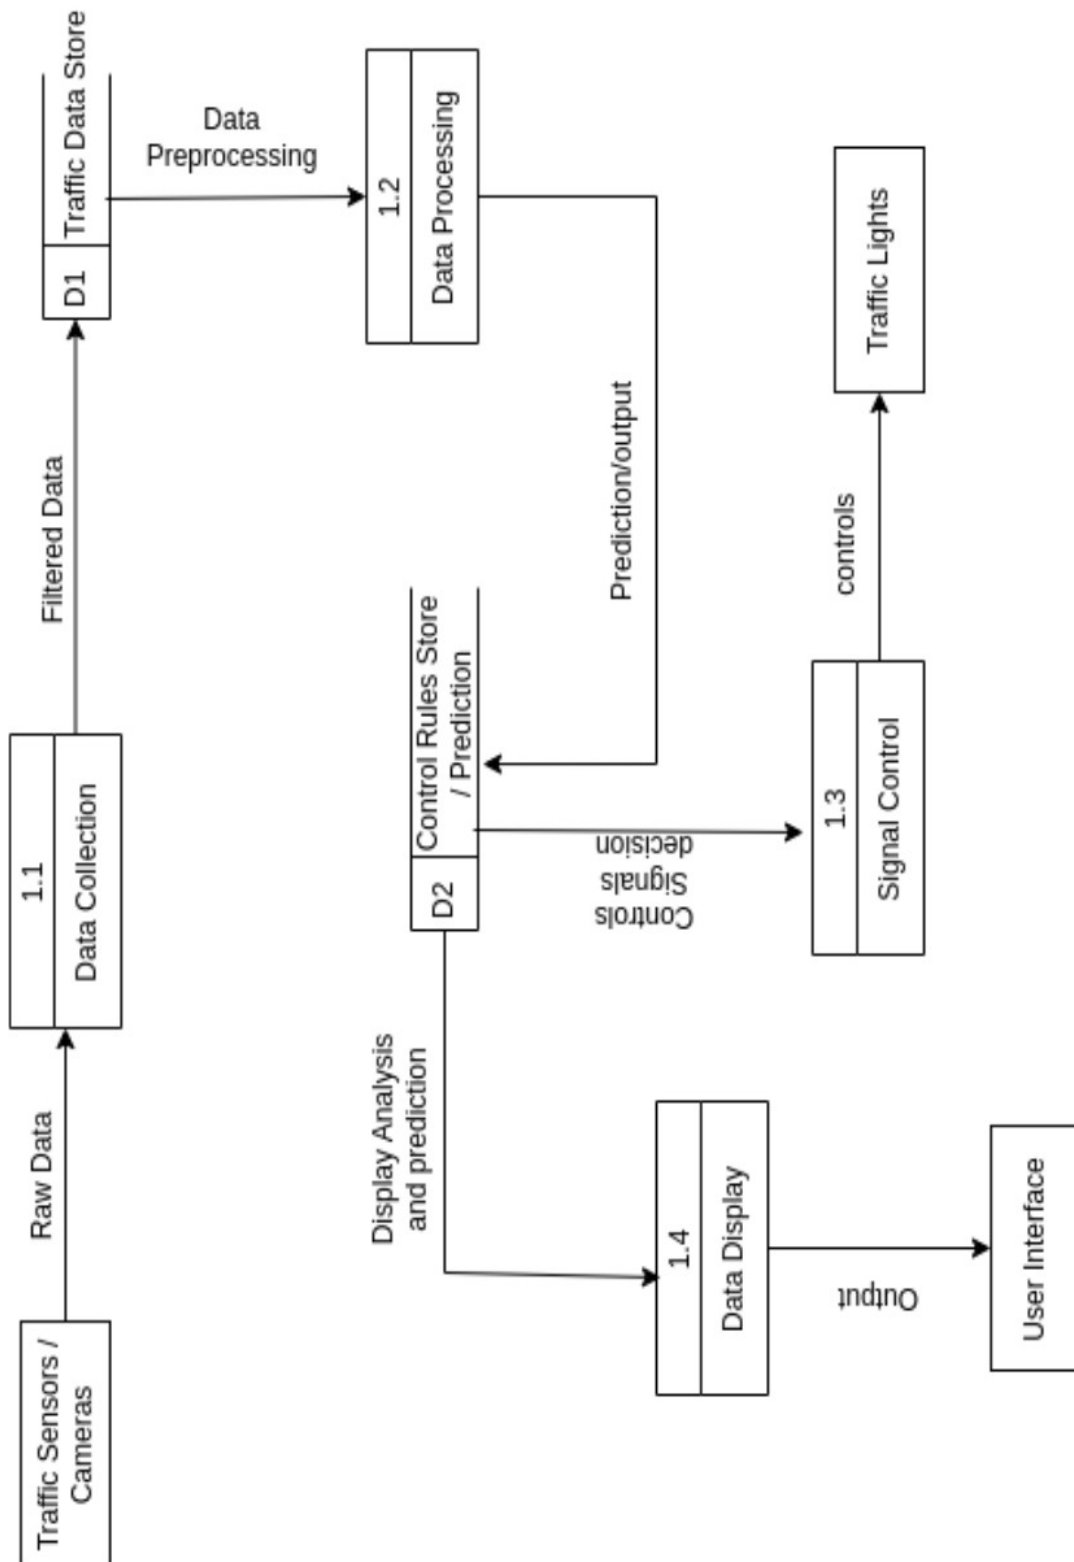 Traffic Sensors /
Cameras
Raw Data
1.1
Data Collection
Filtered Data
D1
Traffic Data Store
Data
Preprocessing
1.2
Data Processing
Prediction/output
D2
Control Rules Store
/ Prediction
Controls
Signals
decision
1.3
Signal Control
controls
Traffic Lights
Display Analysis
and prediction
1.4
Data Display
Output
User Interface